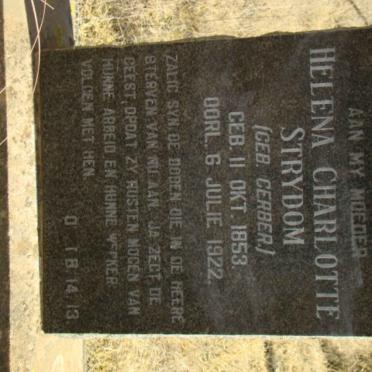 AAN MY MOEDER
HELENA CHARLOTTE
STRYDOM
(GEB. GERBER)
GEB. 11 OKT. 1853
OORL. 6 JULIE 1922
ZALIG SYN DE DODEN DIE IN DE HEERE
STERVEN VAN NU AAN. JA ZEGT DE
GEEST, OPDAT ZY RUSTEN MOGEN VAN
HUNNE ARBEID EN HUNNE WERKEN
VOLGEN MET HEN.
O T B 14. 13